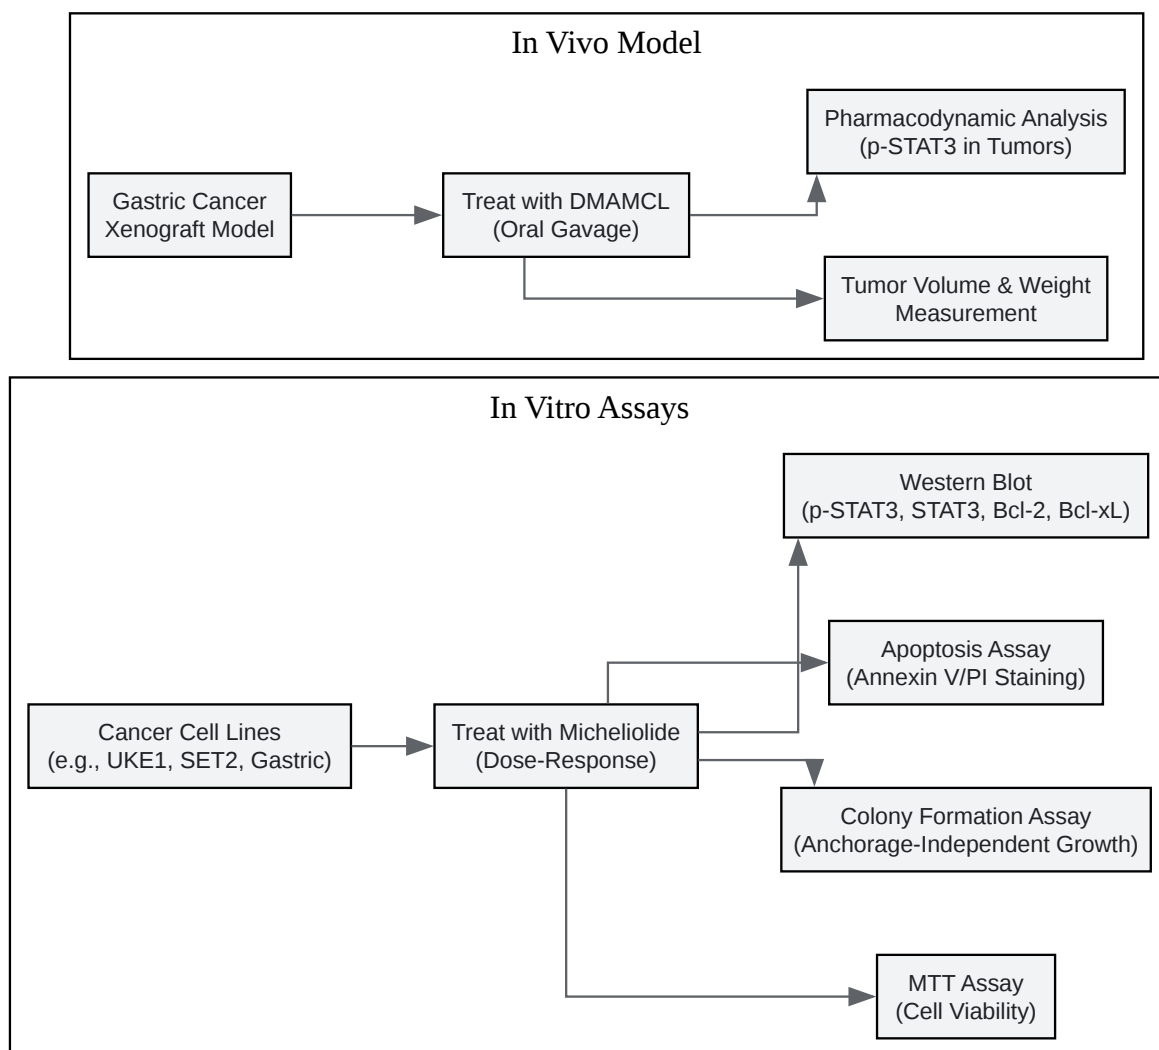 In Vivo Model
Pharmacodynamic Analysis
(p-STAT3 in Tumors)
Gastric Cancer
Xenograft Model
Treat with DMAMCL
(Oral Gavage)
Tumor Volume & Weight
Measurement
In Vitro Assays
Western Blot
(p-STAT3, STAT3, Bcl-2, Bcl-xL)
Apoptosis Assay
(Annexin V/PI Staining)
Cancer Cell Lines
(e.g., UKE1, SET2, Gastric)
Treat with Micheliolide
(Dose-Response)
Colony Formation Assay
(Anchorage-Independent Growth)
MTT Assay
(Cell Viability)